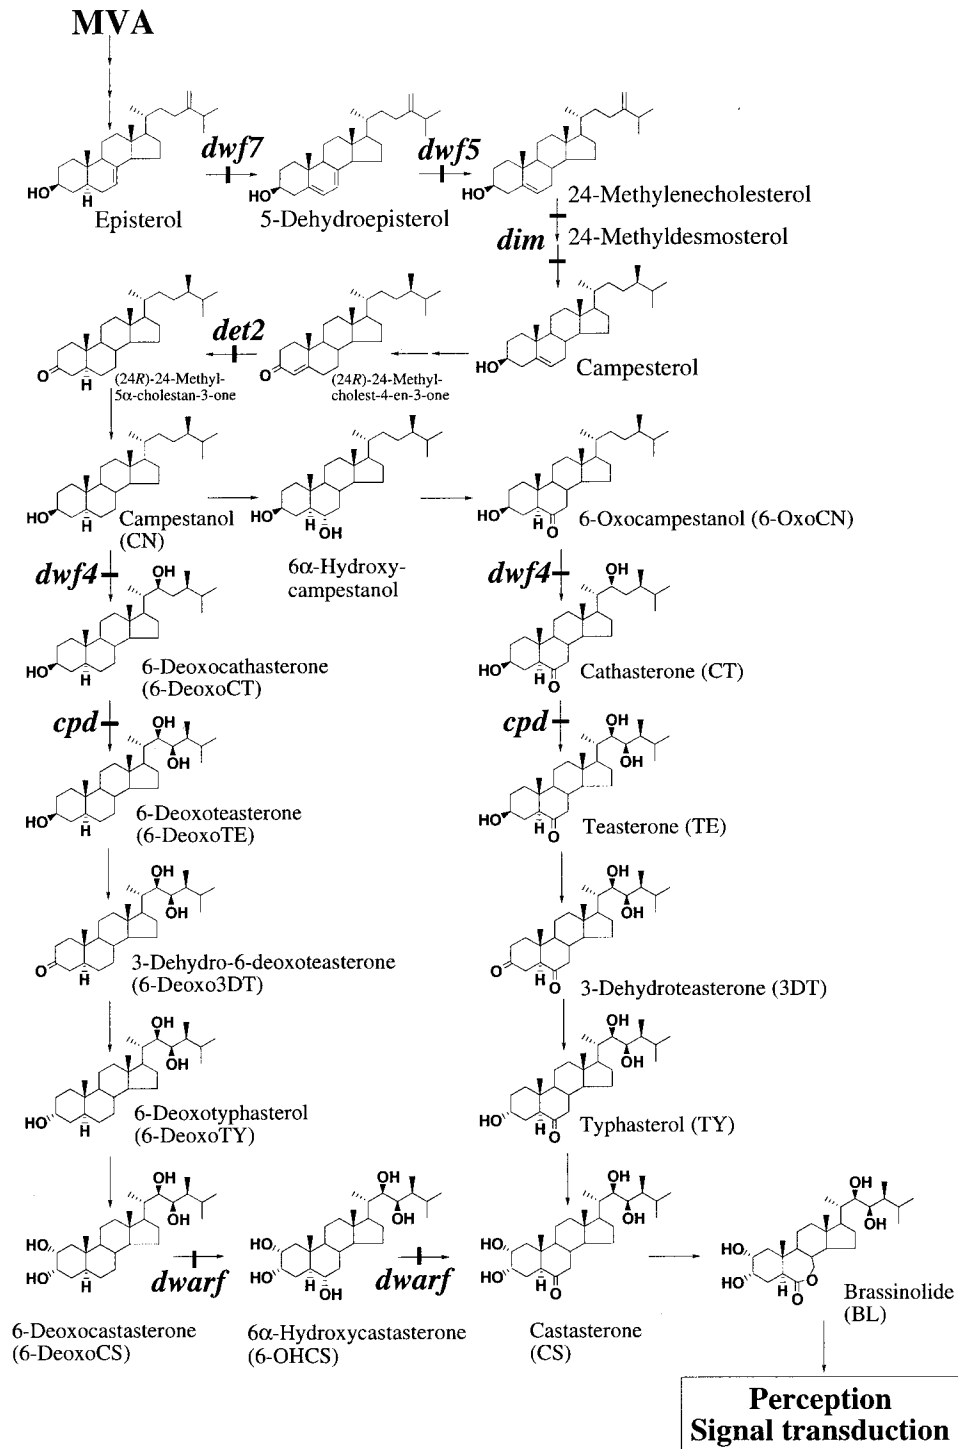 MVA
HO
H
Episterol
dwf7
HO
5-Dehydroepisterol
dwf5
HO
24-Methylenecholesterol
dim
24-Methyldesmosterol
HO
Campesterol
O
(24R)-24-Methyl-
cholest-4-en-3-one
det2
O
H
(24R)-24-Methyl-
5α-cholestan-3-one
HO
H
Campestanol
(CN)
HO
H
OH
6α-Hydroxy-
campestanol
HO
H
O
6-Oxocampestanol (6-OxoCN)
dwf4
OH
HO
H
6-Deoxocathasterone
(6-DeoxoCT)
dwf4
OH
HO
H
O
Cathasterone (CT)
cpd
OH
OH
HO
H
6-Deoxoteasterone
(6-DeoxoTE)
cpd
OH
OH
HO
H
O
Teasterone (TE)
OH
OH
O
H
3-Dehydro-6-deoxoteasterone
(6-Deoxo3DT)
OH
OH
O
H
O
3-Dehydroteasterone (3DT)
OH
OH
HO
H
6-Deoxotyphasterol
(6-DeoxoTY)
OH
OH
HO
H
O
Typhasterol (TY)
OH
OH
HO
HO
H
6-Deoxocastasterone
(6-DeoxoCS)
dwarf
OH
OH
HO
HO
H
OH
6α-Hydroxycastasterone
(6-OHCS)
dwarf
OH
OH
HO
HO
H
O
Castasterone
(CS)
OH
OH
HO
HO
H
O
O
Brassinolide
(BL)
Perception
Signal transduction